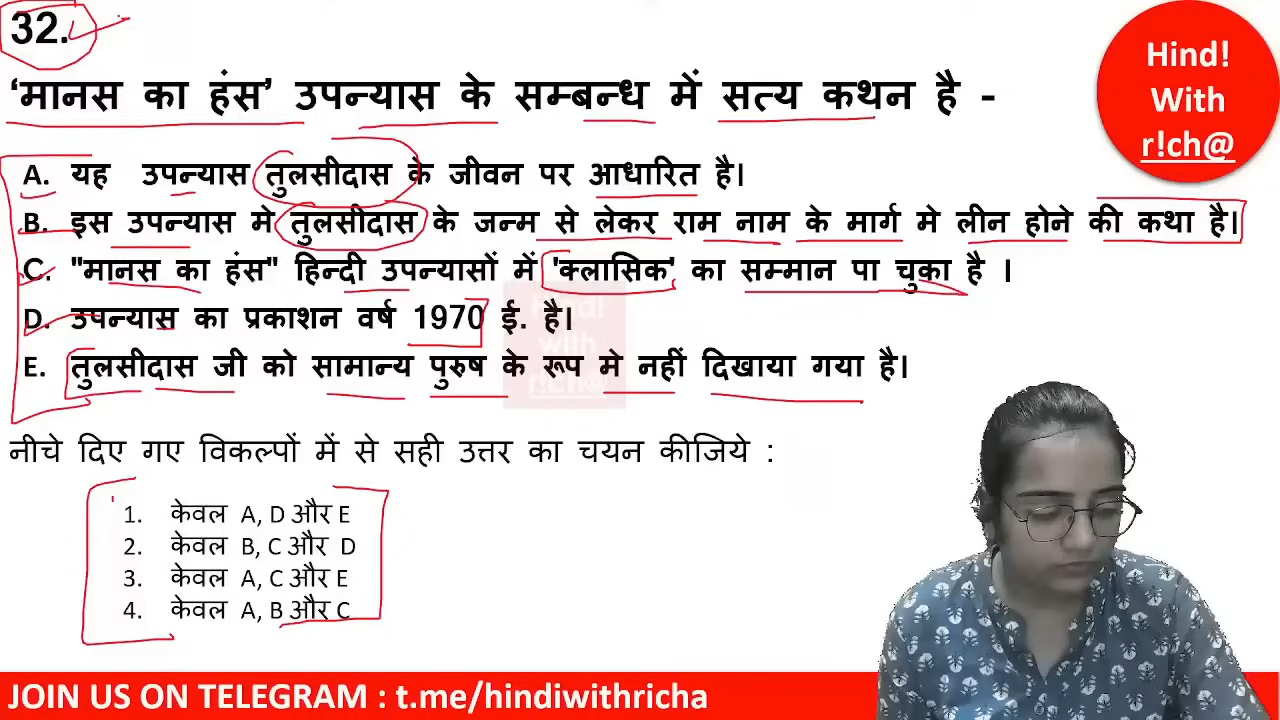 32.
Hind!
With
r!ch@
‘मानस का हंस’ उपन्यास के सम्बन्ध में सत्य कथन है -
A. यह उपन्यास तुलसीदास के जीवन पर आधारित है।
B. इस उपन्यास मे तुलसीदास के जन्म से लेकर राम नाम के मार्ग मे लीन होने की कथा है।
C. "मानस का हंस" हिन्दी उपन्यासों में 'क्लासिक' का सम्मान पा चुका है ।
D. उपन्यास का प्रकाशन वर्ष 1970 ई. है।
E. तुलसीदास जी को सामान्य पुरुष के रूप मे नहीं दिखाया गया है।
Hindi
with
r!ch@
नीचे दिए गए विकल्पों में से सही उत्तर का चयन कीजिये :
1. केवल A, D और E
2. केवल B, C और D
3. केवल A, C और E
4. केवल A, B और C
JOIN US ON TELEGRAM : t.me/hindiwithricha